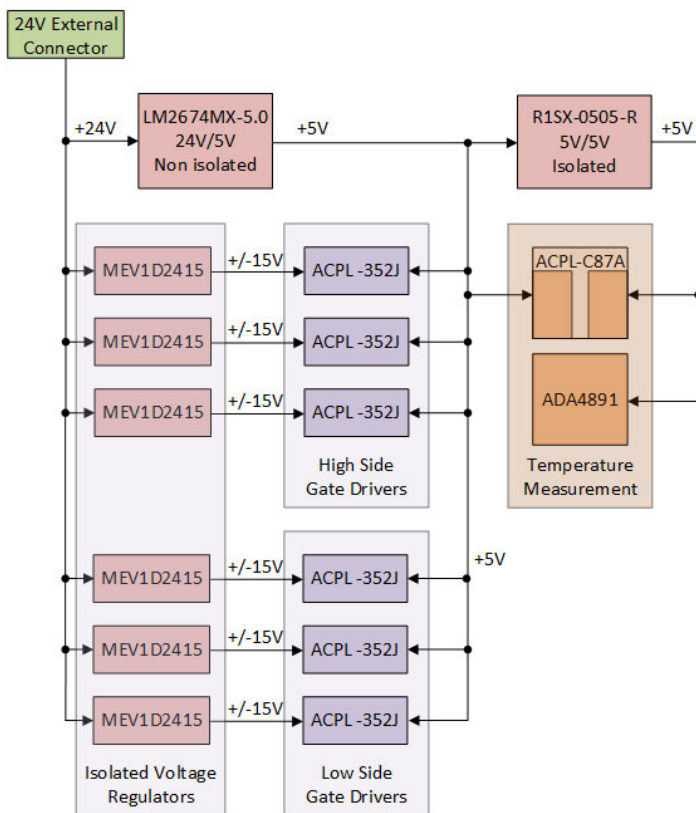 24V External
Connector
+24V
LM2674MX-5.0
24V/5V
Non isolated
+5V
R1SX-0505-R
5V/5V
Isolated
+5V
MEV1D2415
+/-15V
ACPL -352J
ACPL-C87A
MEV1D2415
+/-15V
ACPL -352J
MEV1D2415
+/-15V
ACPL -352J
ADA4891
High Side
Gate Drivers
Temperature
Measurement
MEV1D2415
+/-15V
ACPL -352J
+5V
MEV1D2415
+/-15V
ACPL -352J
MEV1D2415
+/-15V
ACPL -352J
Isolated Voltage
Regulators
Low Side
Gate Drivers